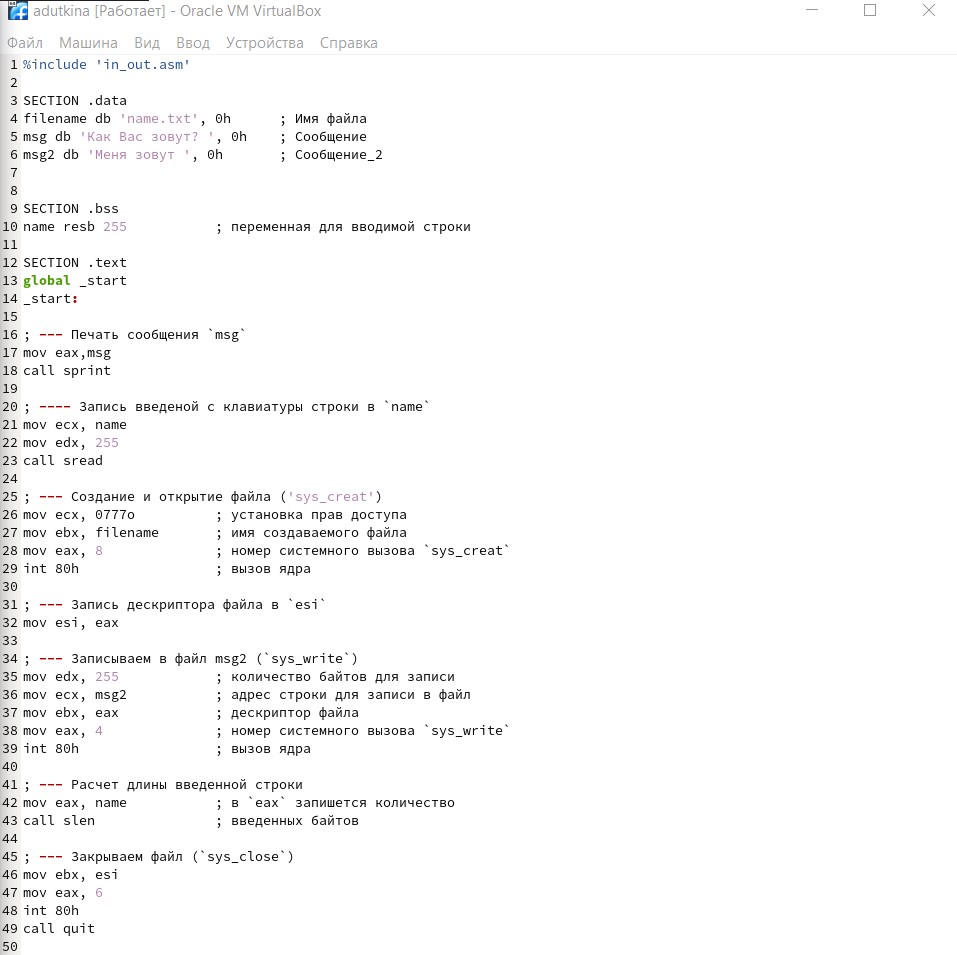 adutkina [Работает] - Oracle VM VirtualBox
Файл Машина Вид Ввод Устройства Справка
1 %include 'in_out.asm'
2
3 SECTION .data
4 filename db 'name.txt', 0h ; Имя файла
5 msg db 'Как Вас зовут? ', 0h ; Сообщение
6 msg2 db 'Меня зовут ', 0h ; Сообщение_2
7
8
9 SECTION .bss
10 name resb 255 ; переменная для вводимой строки
11
12 SECTION .text
13 global _start
14 _start:
15
16 ; --- Печать сообщения `msg`
17 mov eax,msg
18 call sprint
19
20 ; ---- Запись введеной с клавиатуры строки в `name`
21 mov ecx, name
22 mov edx, 255
23 call sread
24
25 ; --- Создание и открытие файла ('sys_creat')
26 mov ecx, 0777o ; установка прав доступа
27 mov ebx, filename ; имя создаваемого файла
28 mov eax, 8 ; номер системного вызова `sys_creat`
29 int 80h ; вызов ядра
30
31 ; --- Запись дескриптора файла в `esi`
32 mov esi, eax
33
34 ; --- Записываем в файл msg2 (`sys_write`)
35 mov edx, 255 ; количество байтов для записи
36 mov ecx, msg2 ; адрес строки для записи в файл
37 mov ebx, eax ; дескриптор файла
38 mov eax, 4 ; номер системного вызова `sys_write`
39 int 80h ; вызов ядра
40
41 ; --- Расчет длины введенной строки
42 mov eax, name ; в `eax` запишется количество
43 call slen ; введенных байтов
44
45 ; --- Закрываем файл (`sys_close`)
46 mov ebx, esi
47 mov eax, 6
48 int 80h
49 call quit
50